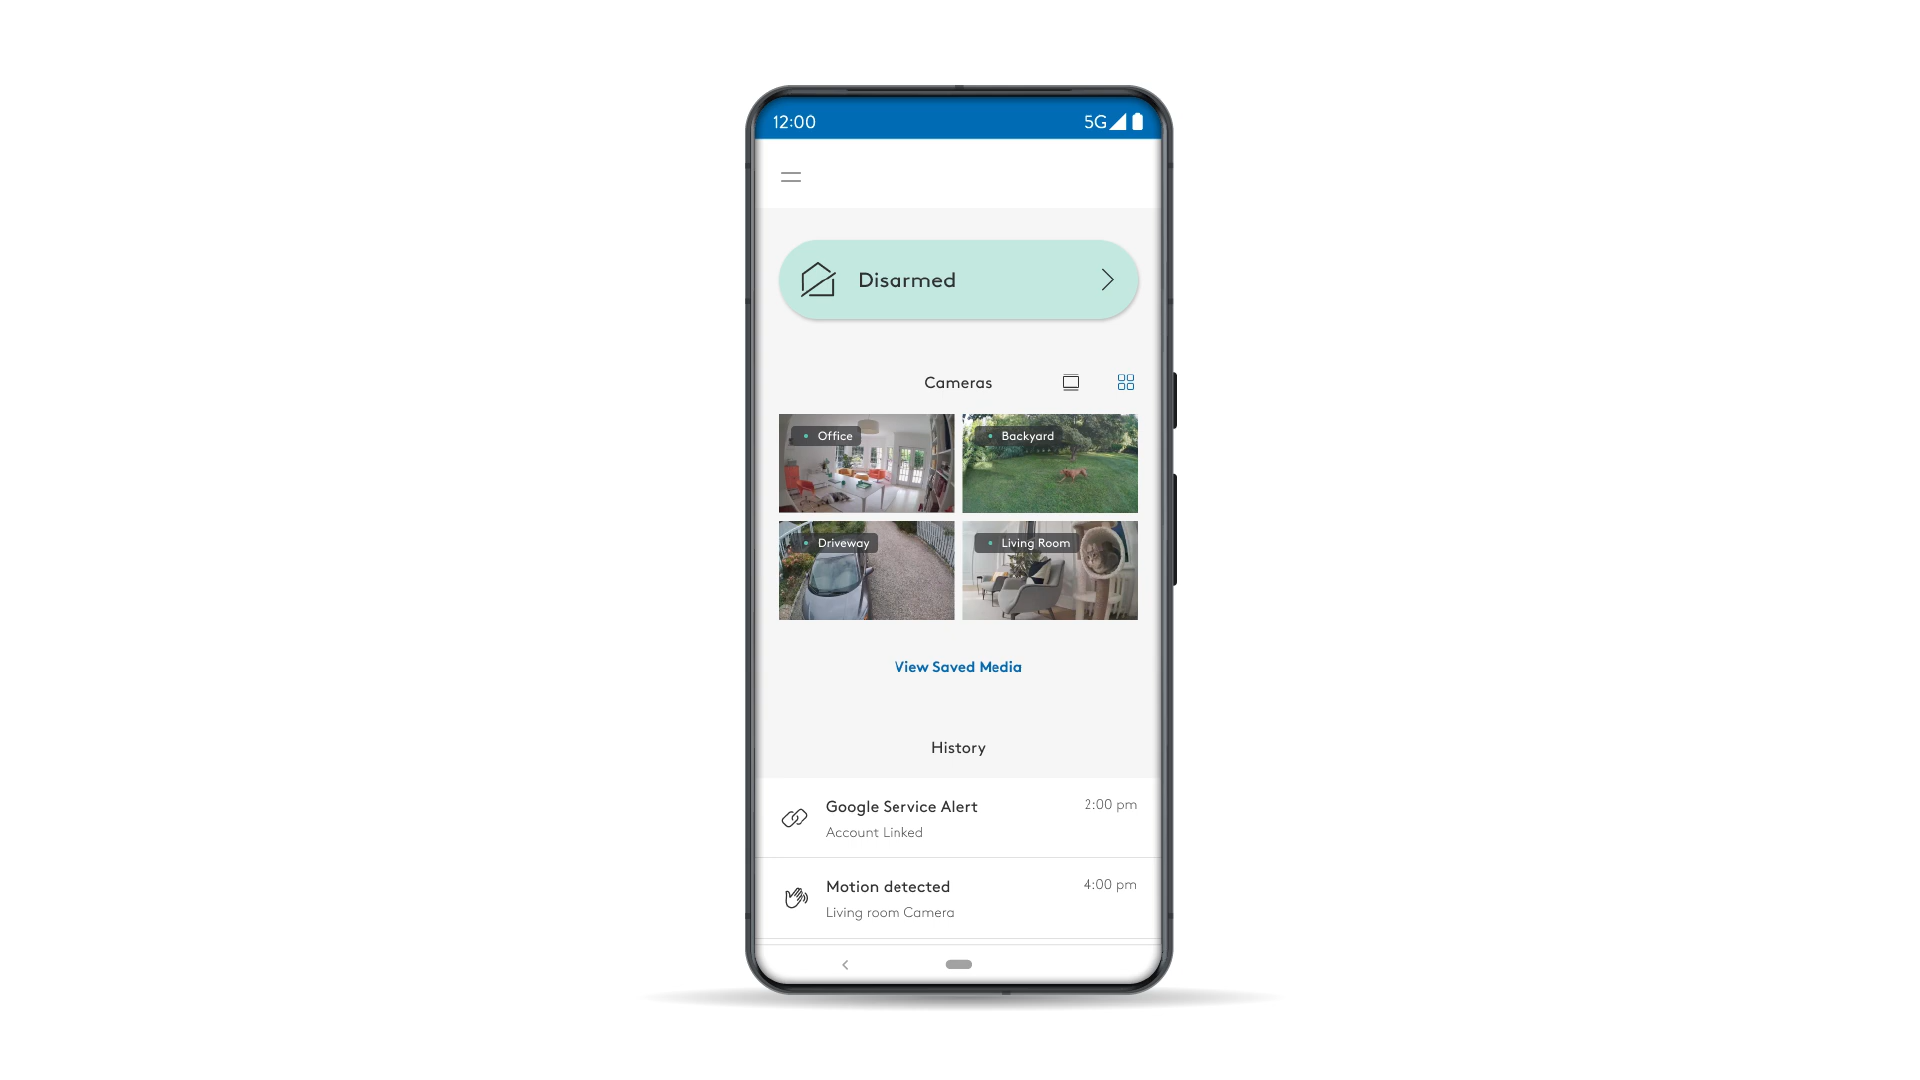 12:00 5G
Disarmed
Cameras
Office
Backyard
Driveway
Living Room
View Saved Media
History
Google Service Alert 2:00 pm
Account Linked
Motion detected 4:00 pm
Living room Camera